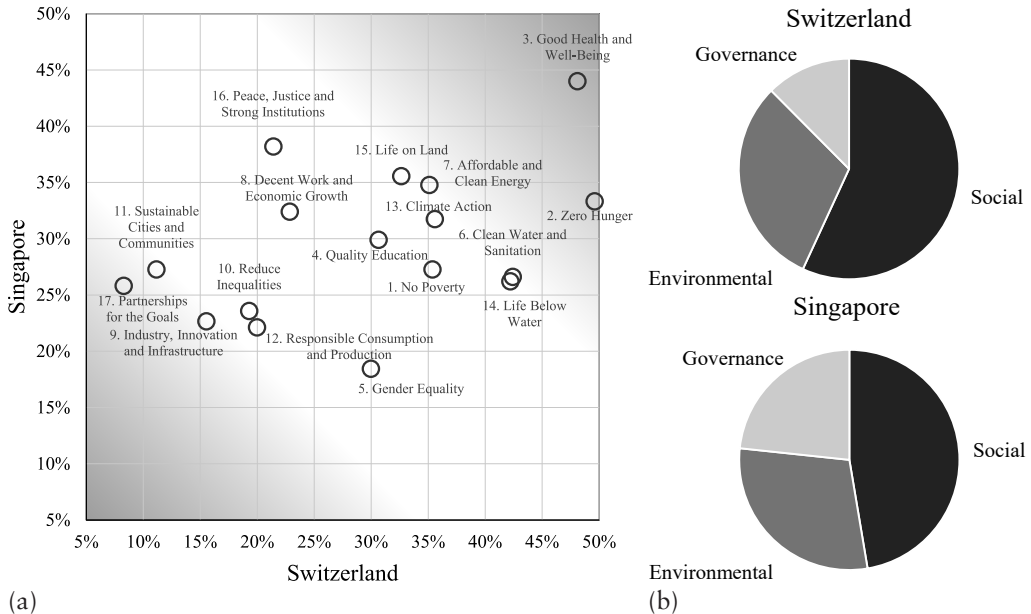 50%
45%
40%
35%
30%
25%
20%
15%
10%
5%
Singapore
3. Good Health and
Well-Being
16. Peace, Justice and
Strong Institutions
15. Life on Land
7. Affordable and
Clean Energy
8. Decent Work and
Economic Growth
13. Climate Action
2. Zero Hunger
11. Sustainable
Cities and
Communities
6. Clean Water and
Sanitation
4. Quality Education
10. Reduce
Inequalities
1. No Poverty
17. Partnerships
for the Goals
14. Life Below
Water
9. Industry, Innovation
and Infrastructure
12. Responsible Consumption
and Production
5. Gender Equality
5% 10% 15% 20% 25% 30% 35% 40% 45% 50%
Switzerland
(a)
Switzerland
Governance
Social
Environmental
Singapore
Governance
Social
Environmental
(b)